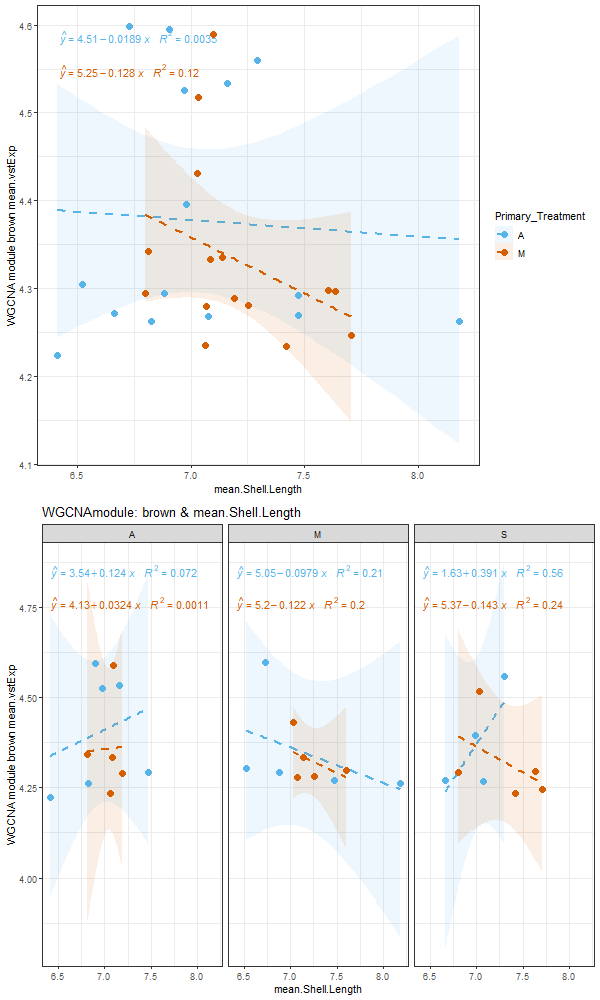 4.6
ŷ = 4.51−0.0189 x R² = 0.0035
ŷ = 5.25−0.128 x R² = 0.12
4.5
4.4
4.3
4.2
4.1
WGCNA module brown mean.vstExp
6.5 7.0 7.5 8.0
mean.Shell.Length
Primary_Treatment
A
M
WGCNAmodule: brown & mean.Shell.Length
A M S
ŷ = 3.54+0.124 x R² = 0.072
ŷ = 4.13+0.0324 x R² = 0.0011
ŷ = 5.05−0.0979 x R² = 0.21
ŷ = 5.2−0.122 x R² = 0.2
ŷ = 1.63+0.391 x R² = 0.56
ŷ = 5.37−0.143 x R² = 0.24
4.75
4.50
4.25
4.00
WGCNA module brown mean.vstExp
6.5 7.0 7.5 8.0 6.5 7.0 7.5 8.0 6.5 7.0 7.5 8.0
mean.Shell.Length